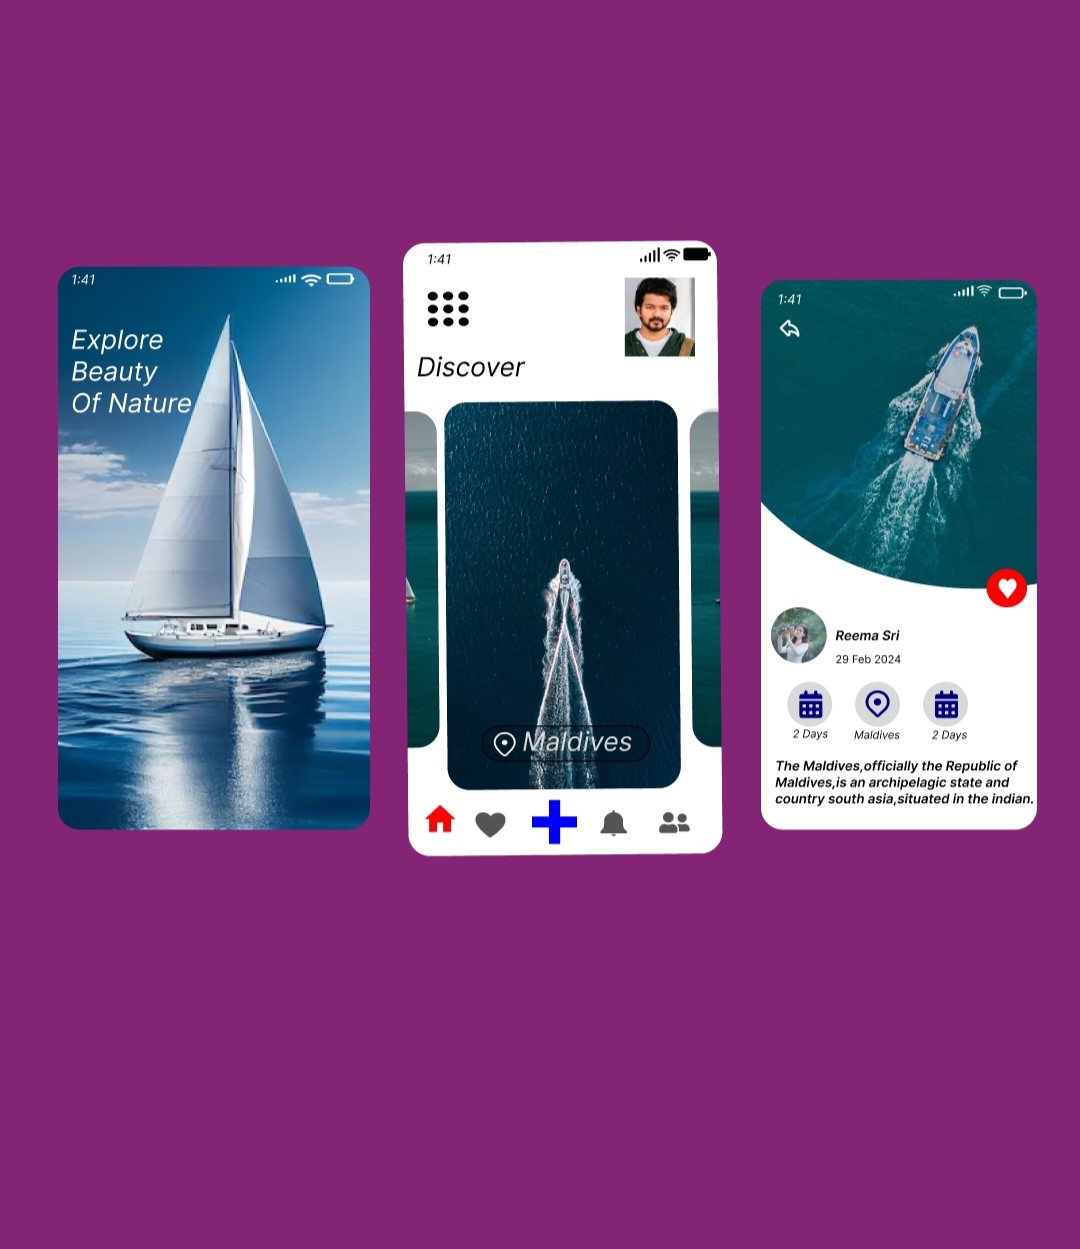 1:41
Explore
Beauty
Of Nature
1:41
Discover
Maldives
1:41
Reema Sri
29 Feb 2024
2 Days
Maldives
2 Days
The Maldives,officially the Republic of
Maldives,is an archipelagic state and
country south asia,situated in the indian.